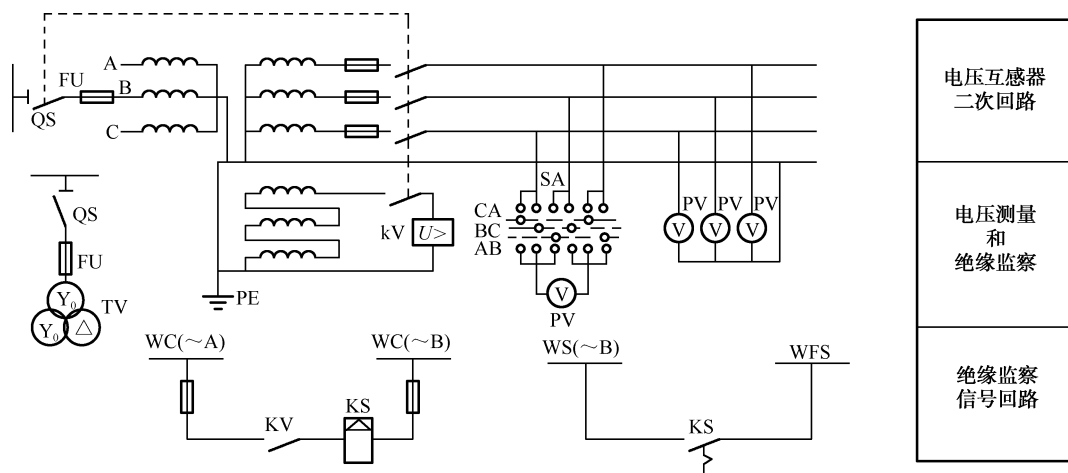 A
FU
B
QS
C
电压互感器
二次回路
SA
QS
CA
PV
PV
PV
BC
kV
U>
V
V
V
AB
电压测量
和
绝缘监察
FU
PE
V
Y₀
TV
Y₀
△
PV
WC(～A)
WC(～B)
WS(～B)
WFS
绝缘监察
信号回路
KV
KS
KS